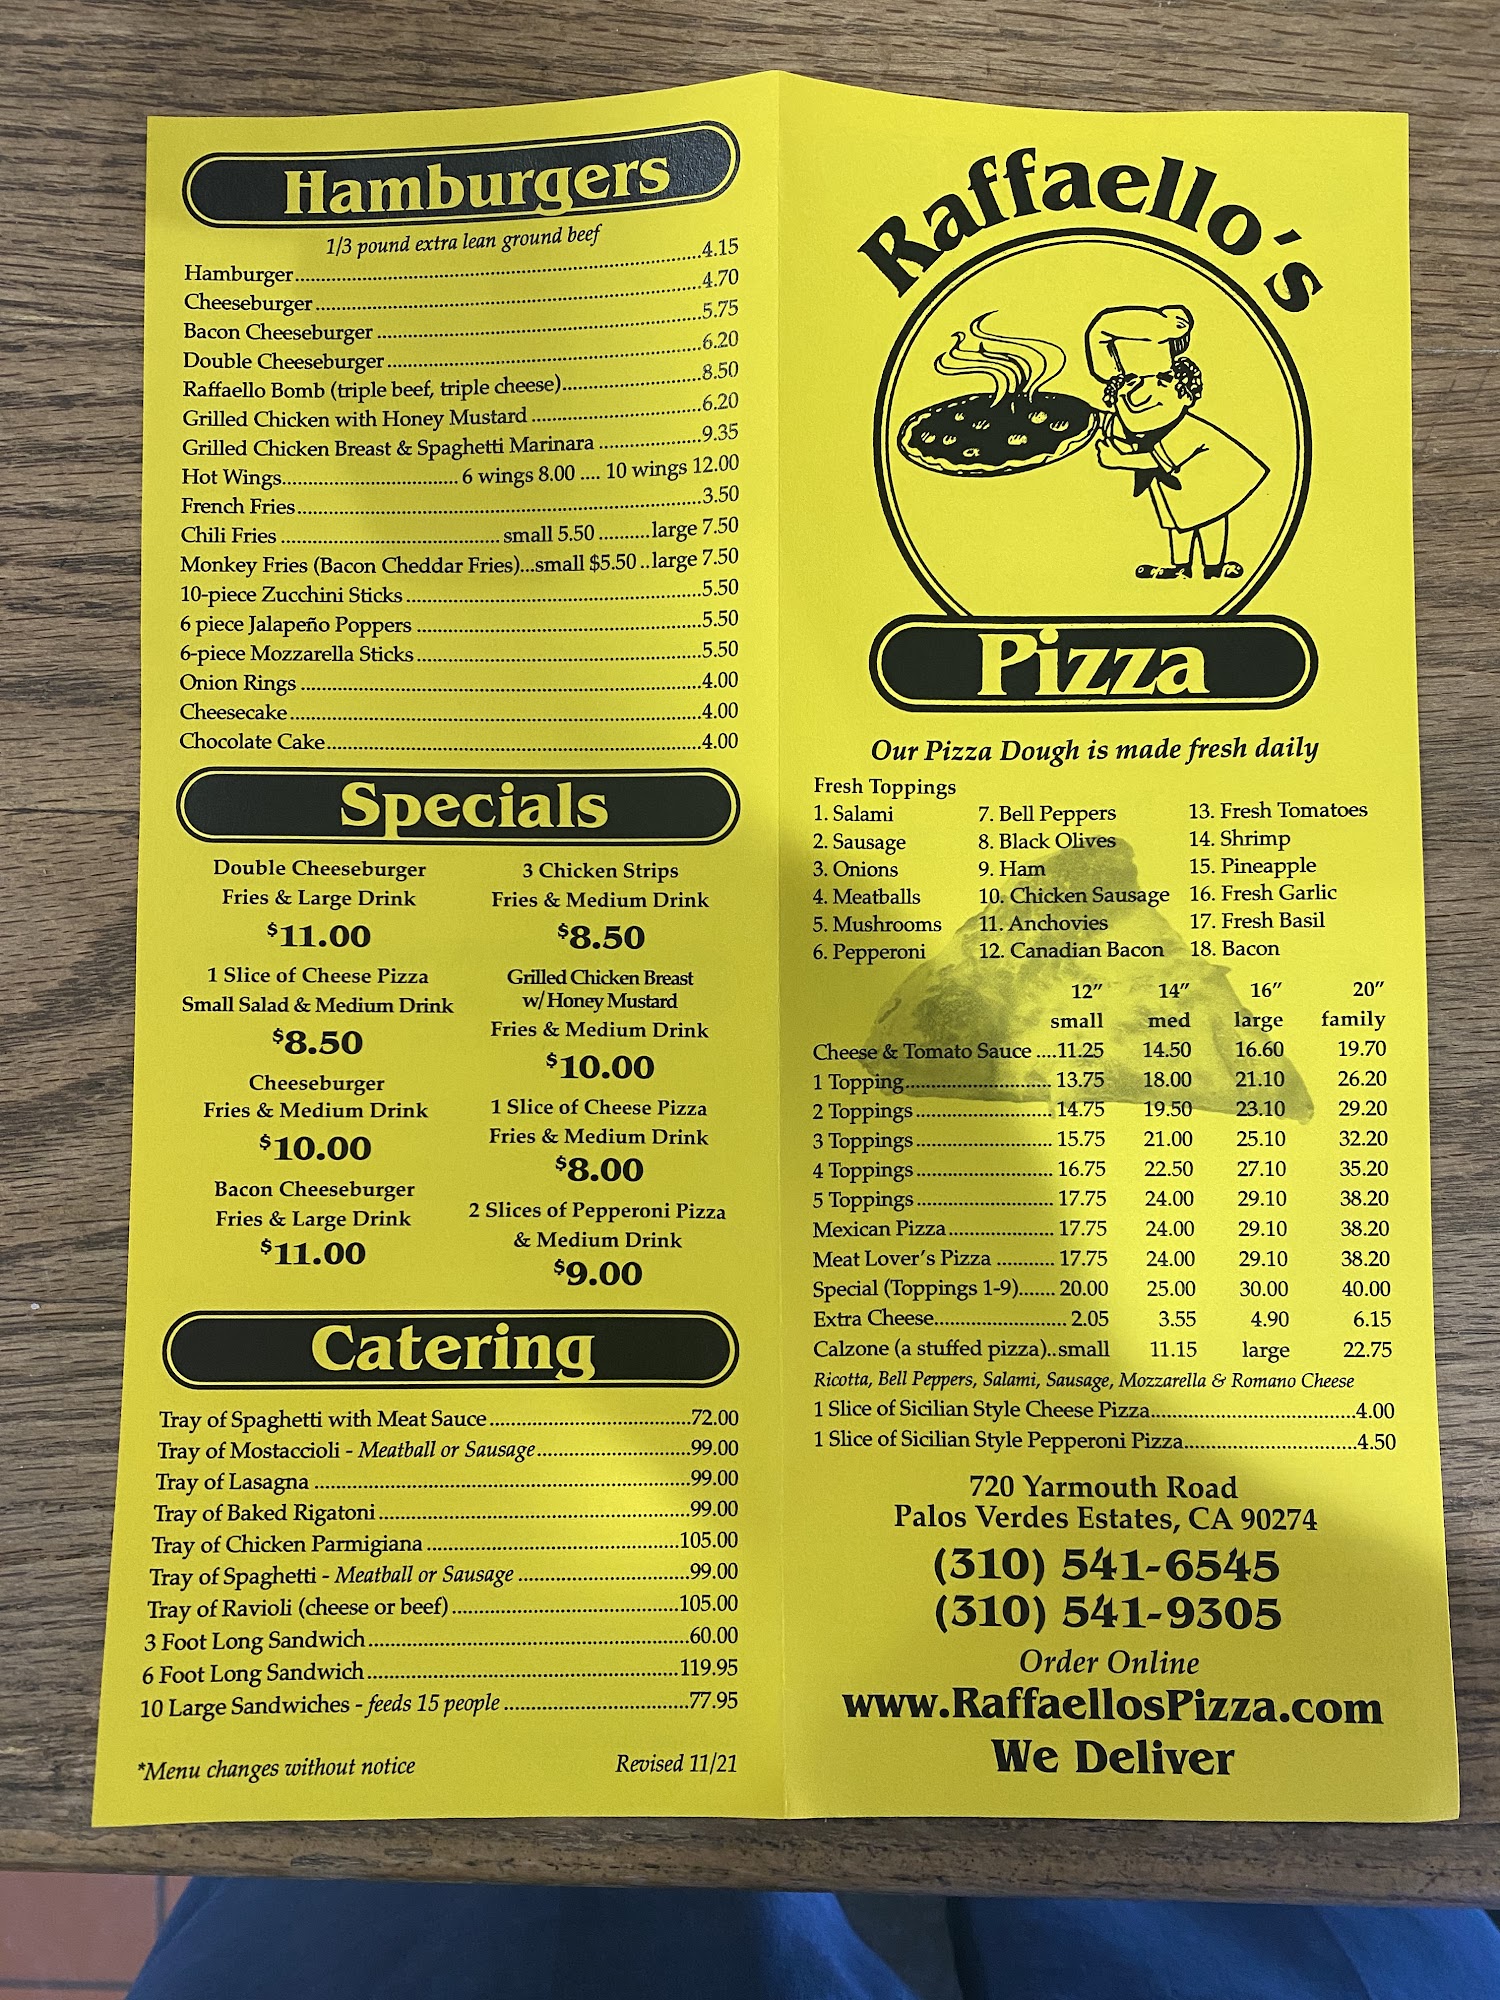 Hamburgers
1/3 pound extra lean ground beef
Hamburger..........4.15
Cheeseburger..........4.70
Bacon Cheeseburger..........5.75
Double Cheeseburger..........6.20
Raffaello Bomb (triple beef, triple cheese)..........8.50
Grilled Chicken with Honey Mustard..........6.20
Grilled Chicken Breast & Spaghetti Marinara..........9.35
Hot Wings..........6 wings 8.00 .... 10 wings 12.00
French Fries..........3.50
Chili Fries..........small 5.50..........large 7.50
Monkey Fries (Bacon Cheddar Fries)...small $5.50..large 7.50
10-piece Zucchini Sticks..........5.50
6 piece Jalapeño Poppers..........5.50
6-piece Mozzarella Sticks..........5.50
Onion Rings..........4.00
Cheesecake..........4.00
Chocolate Cake..........4.00
Specials
Double Cheeseburger
Fries & Large Drink
$11.00
1 Slice of Cheese Pizza
Small Salad & Medium Drink
$8.50
Cheeseburger
Fries & Medium Drink
$10.00
Bacon Cheeseburger
Fries & Large Drink
$11.00
3 Chicken Strips
Fries & Medium Drink
$8.50
Grilled Chicken Breast
w/Honey Mustard
Fries & Medium Drink
$10.00
1 Slice of Cheese Pizza
Fries & Medium Drink
$8.00
2 Slices of Pepperoni Pizza
& Medium Drink
$9.00
Catering
Tray of Spaghetti with Meat Sauce..........72.00
Tray of Mostaccioli - Meatball or Sausage..........99.00
Tray of Lasagna..........99.00
Tray of Baked Rigatoni..........99.00
Tray of Chicken Parmigiana..........105.00
Tray of Spaghetti - Meatball or Sausage..........99.00
Tray of Ravioli (cheese or beef)..........105.00
3 Foot Long Sandwich..........60.00
6 Foot Long Sandwich..........119.95
10 Large Sandwiches - feeds 15 people..........77.95
*Menu changes without notice Revised 11/21
Raffaello's
Pizza
Our Pizza Dough is made fresh daily
Fresh Toppings
1. Salami 7. Bell Peppers 13. Fresh Tomatoes
2. Sausage 8. Black Olives 14. Shrimp
3. Onions 9. Ham 15. Pineapple
4. Meatballs 10. Chicken Sausage 16. Fresh Garlic
5. Mushrooms 11. Anchovies 17. Fresh Basil
6. Pepperoni 12. Canadian Bacon 18. Bacon
12” 14” 16” 20”
small med large family
Cheese & Tomato Sauce ....11.25 14.50 16.60 19.70
1 Topping.......... 13.75 18.00 21.10 26.20
2 Toppings.......... 14.75 19.50 23.10 29.20
3 Toppings.......... 15.75 21.00 25.10 32.20
4 Toppings.......... 16.75 22.50 27.10 35.20
5 Toppings.......... 17.75 24.00 29.10 38.20
Mexican Pizza.......... 17.75 24.00 29.10 38.20
Meat Lover's Pizza .......... 17.75 24.00 29.10 38.20
Special (Toppings 1-9)....... 20.00 25.00 30.00 40.00
Extra Cheese.......... 2.05 3.55 4.90 6.15
Calzone (a stuffed pizza)..small 11.15 large 22.75
Ricotta, Bell Peppers, Salami, Sausage, Mozzarella & Romano Cheese
1 Slice of Sicilian Style Cheese Pizza..........4.00
1 Slice of Sicilian Style Pepperoni Pizza..........4.50
720 Yarmouth Road
Palos Verdes Estates, CA 90274
(310) 541-6545
(310) 541-9305
Order Online
www.RaffaellosPizza.com
We Deliver